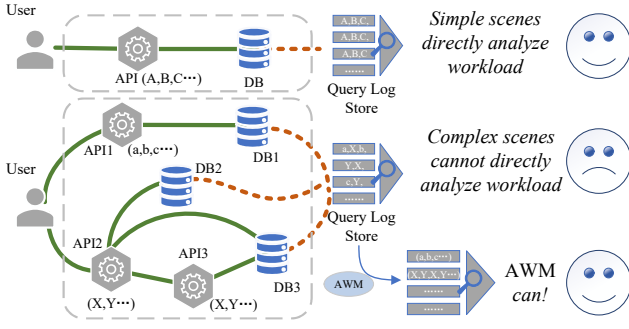 User
API (A,B,C⋯)
DB
A,B,C,
A,B,C,
A,B,C
......
Query Log
Store
Simple scenes
directly analyze
workload
User
API1
(a,b,c⋯)
DB1
DB2
API2
(X,Y⋯)
API3
(X,Y⋯)
DB3
a,X,b,
Y,X,
c,Y,
......
Query Log
Store
Complex scenes
cannot directly
analyze workload
AWM
(a,b,c⋯)
(X,Y,X,Y⋯
......
......
AWM
can!